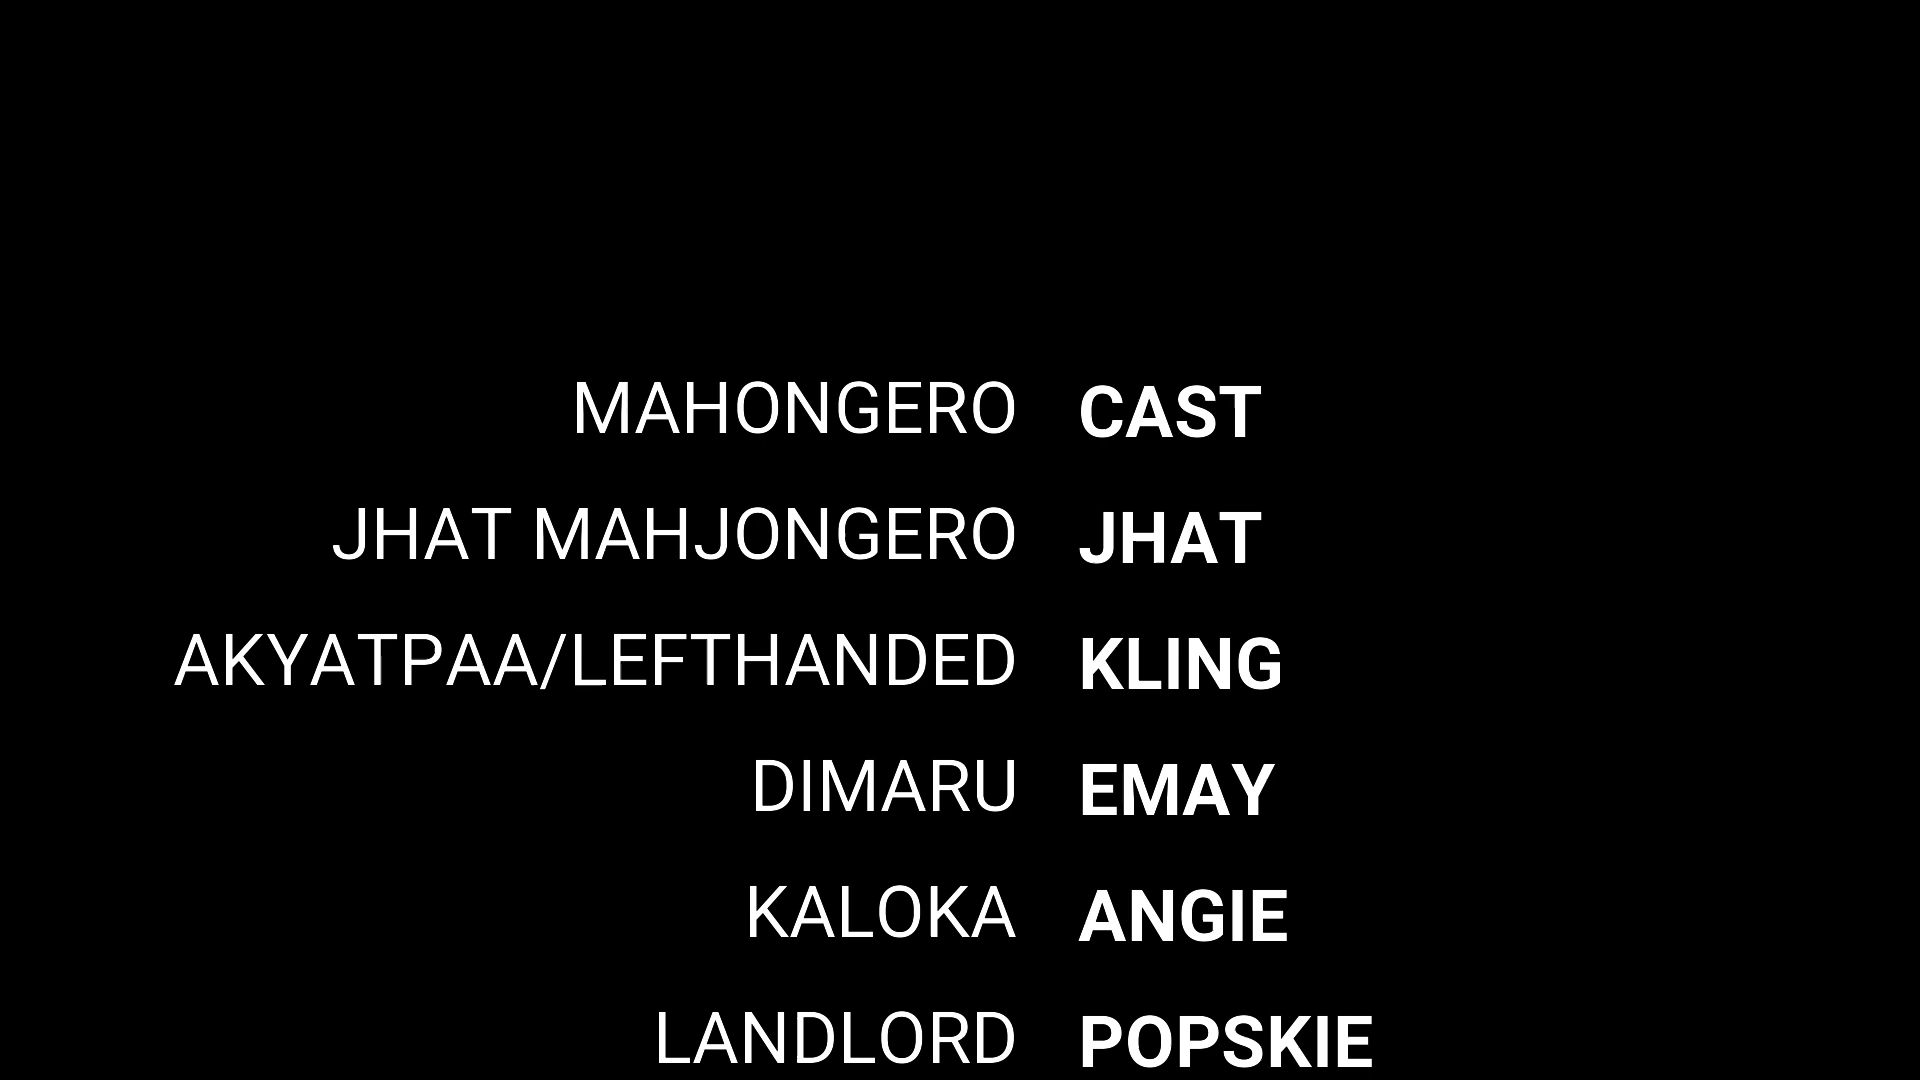 MAHONGERO CAST
JHAT MAHJONGERO JHAT
AKYATPAA/LEFTHANDED KLING
DIMARU EMAY
KALOKA ANGIE
LANDLORD POPSKIE